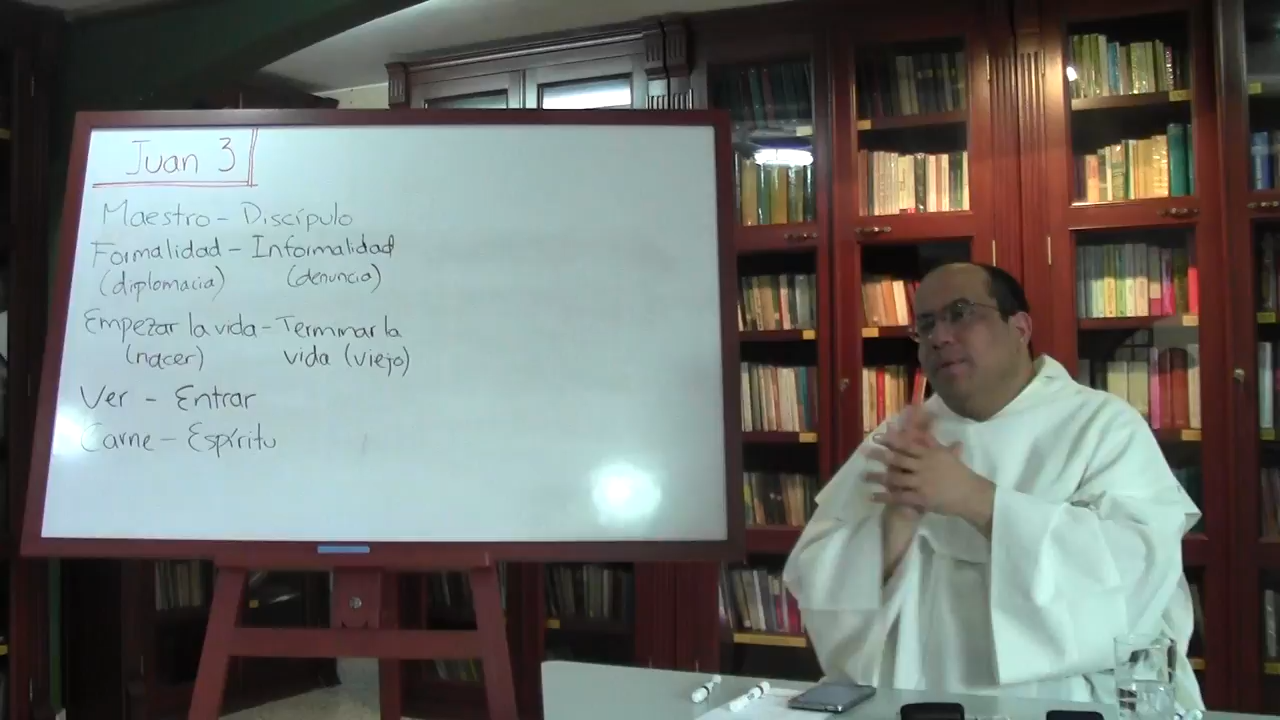 Juan 3
Maestro - Discípulo
Formalidad - Informalidad
(diplomacia) (denuncia)
Empezar la vida - Terminar la
(nacer) vida (viejo)
Ver - Entrar
Carne - Espíritu